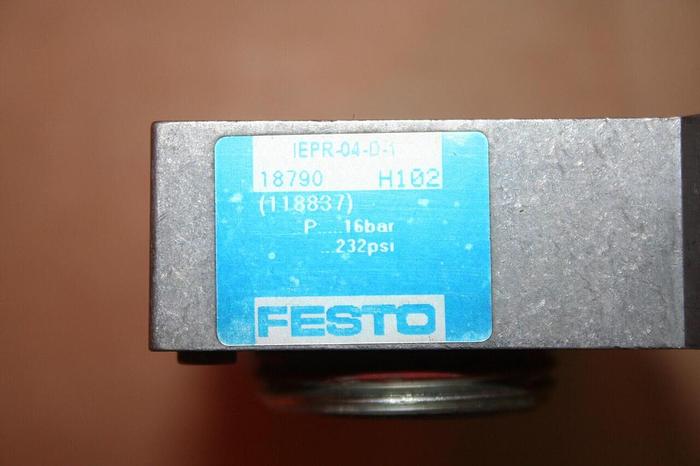 IEPR-04-D-1
18790 H102
(118837)
P.....16bar
...232psi
FESTO